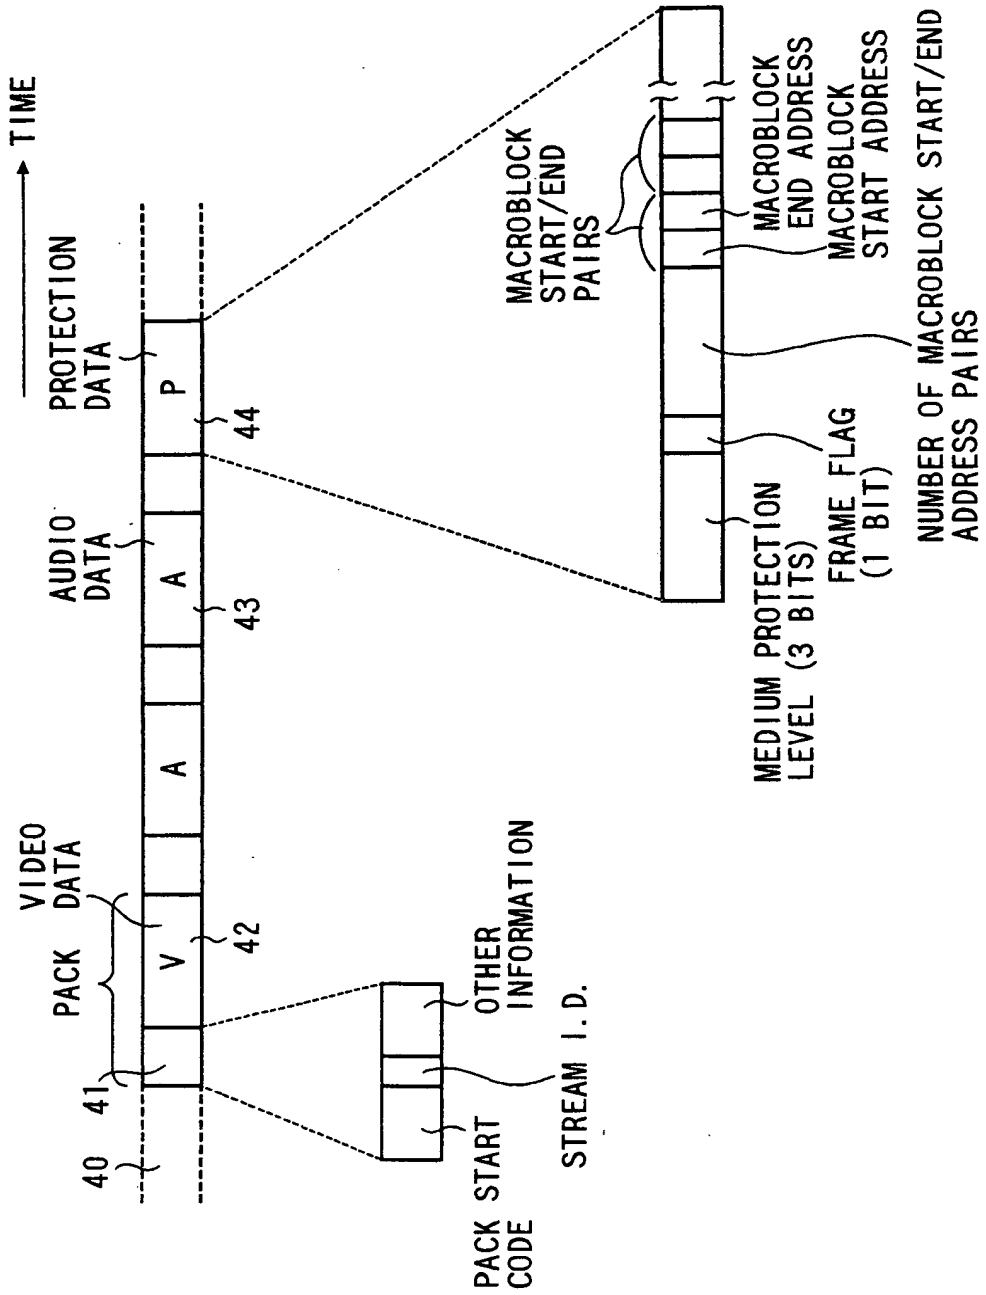 TIME
PROTECTION
DATA
AUDIO
DATA
VIDEO
DATA
PACK
40
41
V
42
A
A
43
P
44
PACK START
CODE
STREAM I.D.
OTHER
INFORMATION
MACROBLOCK
START/END
PAIRS
MEDIUM PROTECTION
LEVEL (3 BITS)
FRAME FLAG
(1 BIT)
NUMBER OF MACROBLOCK START/END
ADDRESS PAIRS
MACROBLOCK
START ADDRESS
MACROBLOCK
END ADDRESS